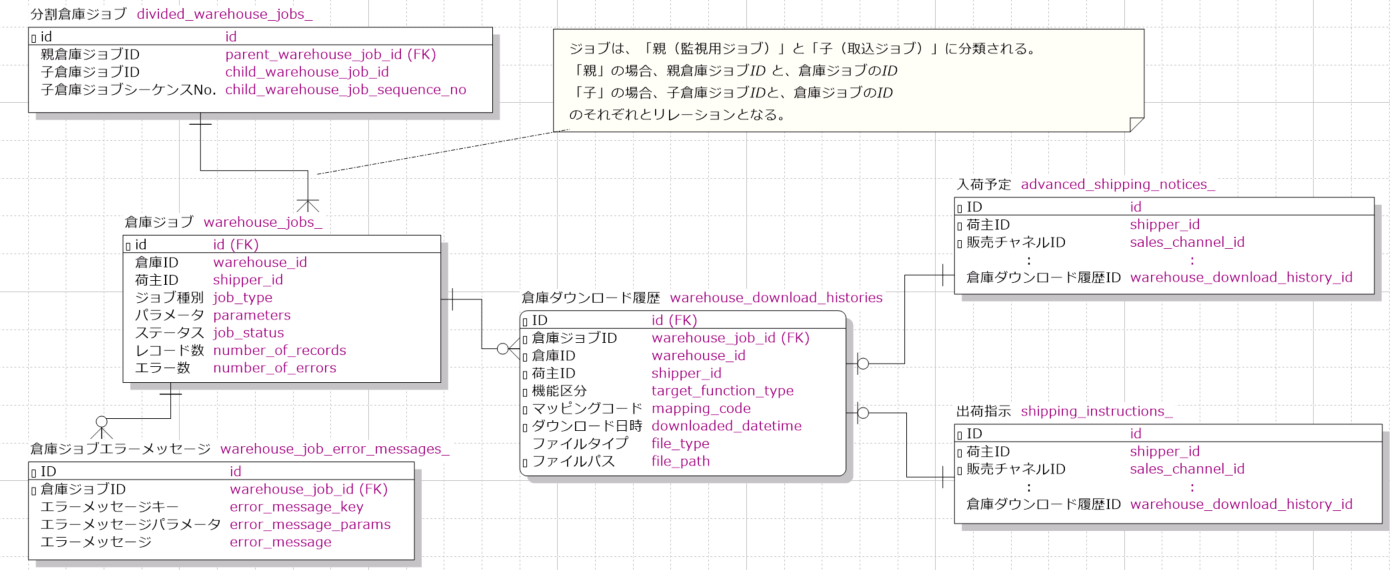 分割倉庫ジョブ divided_warehouse_jobs_
id id
親倉庫ジョブID parent_warehouse_job_id (FK)
子倉庫ジョブID child_warehouse_job_id
子倉庫ジョブシーケンスNo. child_warehouse_job_sequence_no
ジョブは、「親（監視用ジョブ）」と「子（取込ジョブ）」に分類される。
「親」の場合、親倉庫ジョブID と、倉庫ジョブのID
「子」の場合、子倉庫ジョブIDと、倉庫ジョブのID
のそれぞれとリレーションとなる。
倉庫ジョブ warehouse_jobs_
id id (FK)
倉庫ID warehouse_id
荷主ID shipper_id
ジョブ種別 job_type
パラメータ parameters
ステータス job_status
レコード数 number_of_records
エラー数 number_of_errors
倉庫ジョブエラーメッセージ warehouse_job_error_messages_
ID id
倉庫ジョブID warehouse_job_id (FK)
エラーメッセージキー error_message_key
エラーメッセージパラメータ error_message_params
エラーメッセージ error_message
倉庫ダウンロード履歴 warehouse_download_histories
ID id (FK)
倉庫ジョブID warehouse_job_id (FK)
倉庫ID warehouse_id
荷主ID shipper_id
機能区分 target_function_type
マッピングコード mapping_code
ダウンロード日時 downloaded_datetime
ファイルタイプ file_type
ファイルパス file_path
入荷予定 advanced_shipping_notices_
ID id
荷主ID shipper_id
販売チャネルID sales_channel_id
: :
倉庫ダウンロード履歴ID warehouse_download_history_id
出荷指示 shipping_instructions_
ID id
荷主ID shipper_id
販売チャネルID sales_channel_id
: :
倉庫ダウンロード履歴ID warehouse_download_history_id